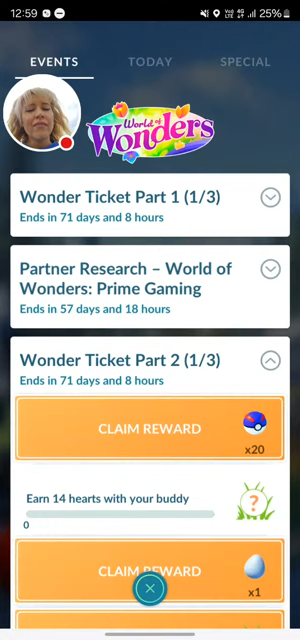 12:59
Vo)) 4G
LTE
25%
EVENTS TODAY SPECIAL
World of
Wonders
Wonder Ticket Part 1 (1/3)
Ends in 71 days and 8 hours
Partner Research – World of
Wonders: Prime Gaming
Ends in 57 days and 18 hours
Wonder Ticket Part 2 (1/3)
Ends in 71 days and 8 hours
CLAIM REWARD
x20
Earn 14 hearts with your buddy
?
0
CLAIM REWARD
x1